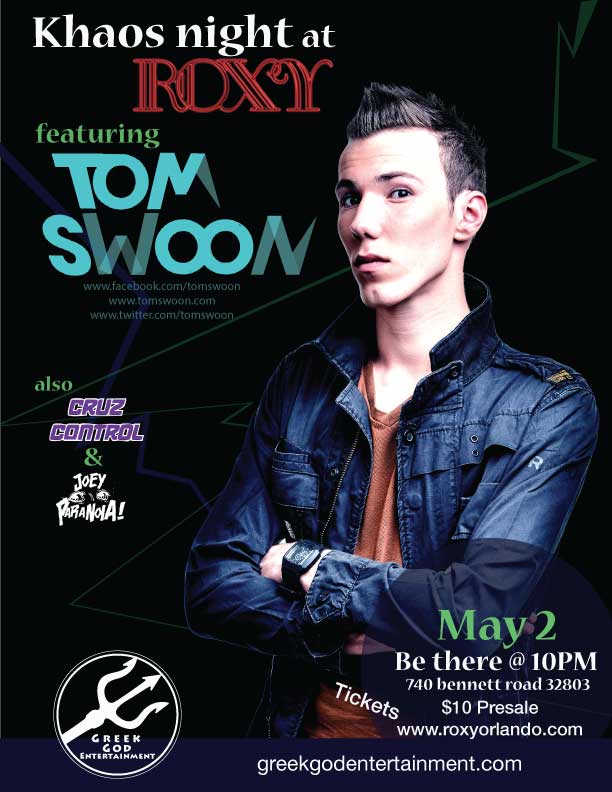 Khaos night at
ROXY
featuring
TOM
SWOON
www.facebook.com/tomswoon
www.tomswoon.com
www.twitter.com/tomswoon
also
CRUZ
CONTROL
&
JOEY
PARANOIA!
R
May 2
Be there @ 10PM
740 bennett road 32803
Tickets
$10 Presale
www.roxyorlando.com
GREEK
GOD
ENTERTAINMENT
greekgodentertainment.com